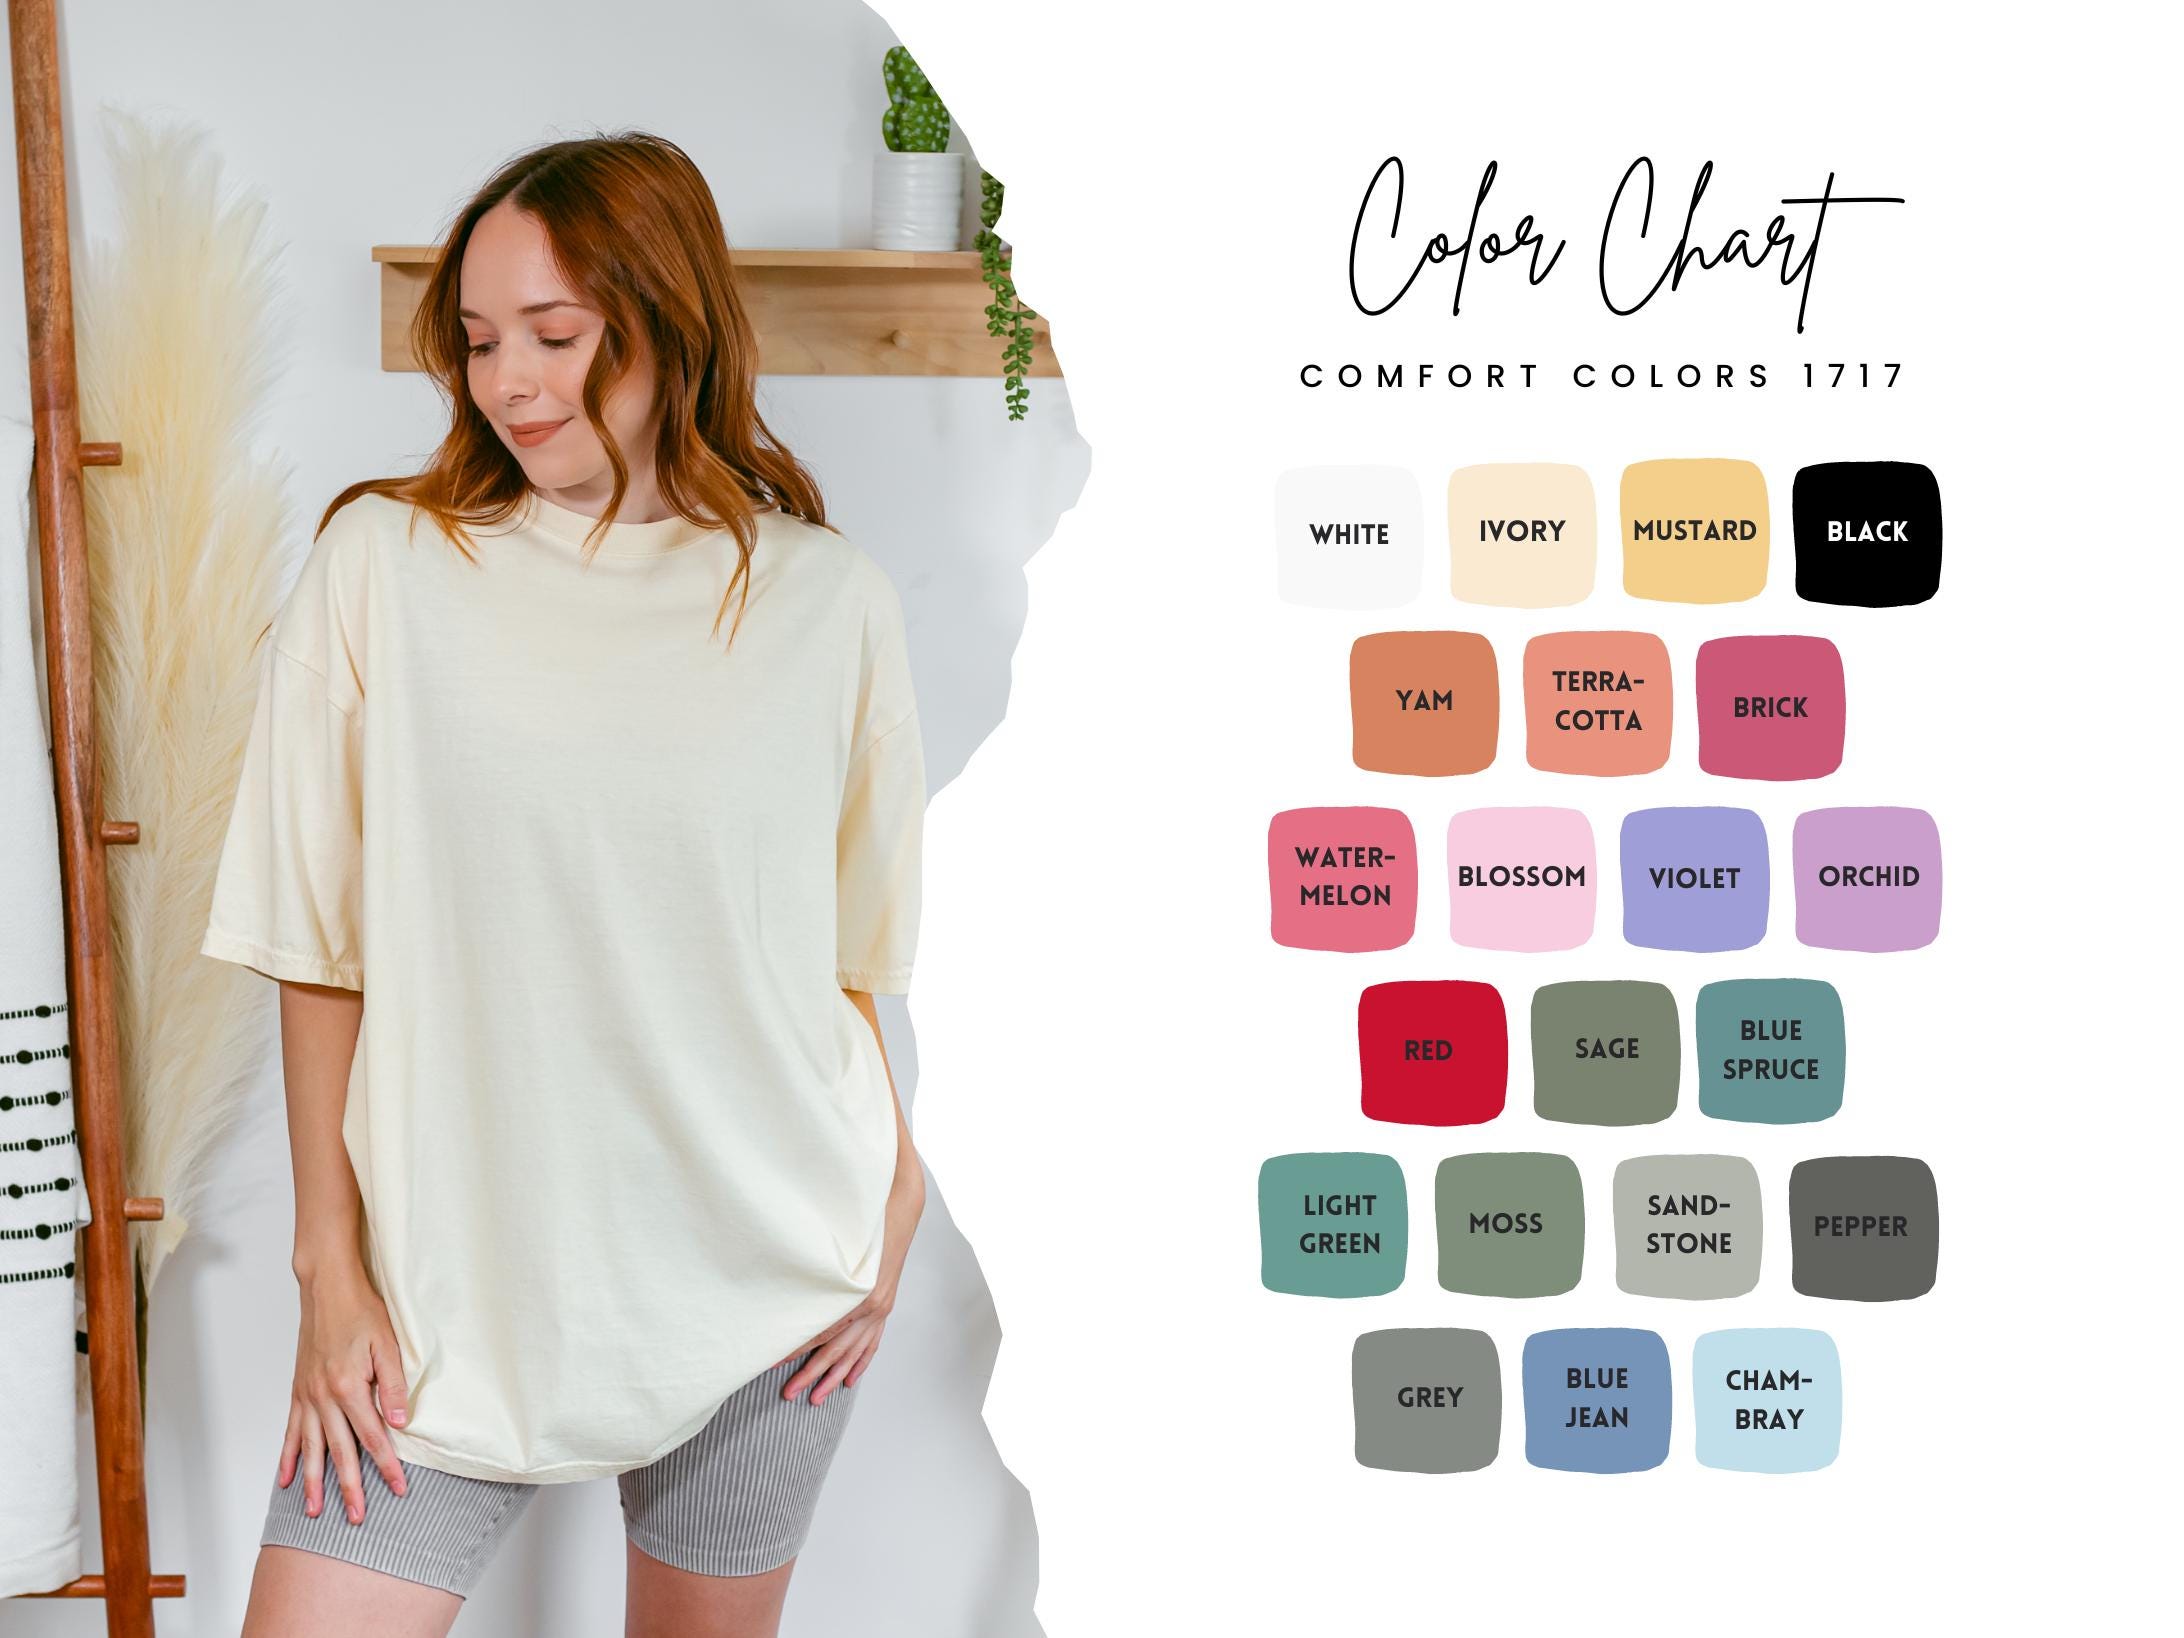 Color Chart
COMFORT COLORS 1717
WHITE
IVORY
MUSTARD
BLACK
YAM
TERRA-
COTTA
BRICK
WATER-
MELON
BLOSSOM
VIOLET
ORCHID
RED
SAGE
BLUE
SPRUCE
LIGHT
GREEN
MOSS
SAND-
STONE
PEPPER
GREY
BLUE
JEAN
CHAM-
BRAY